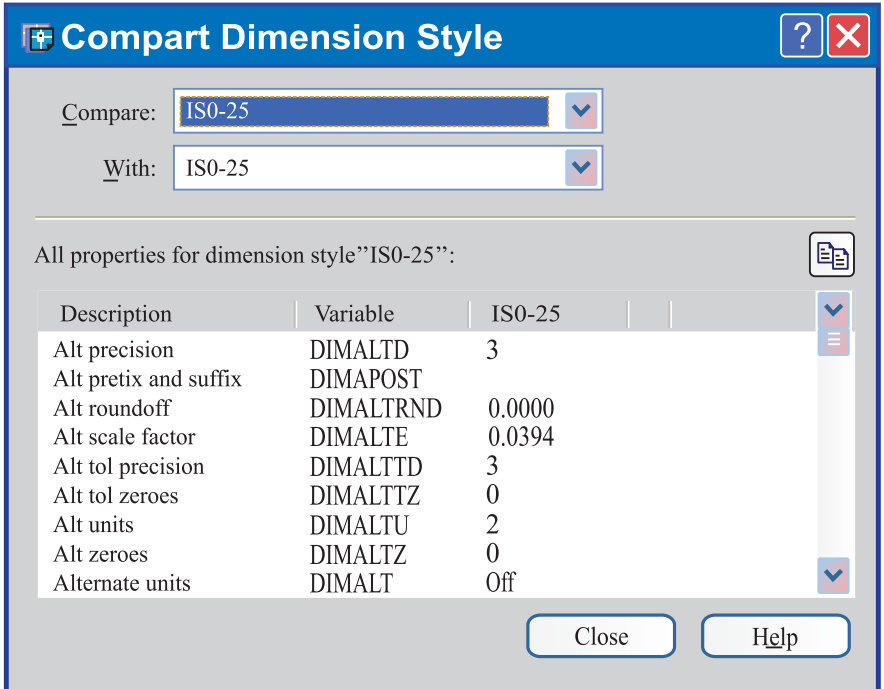 Compart Dimension Style
?
Compare: IS0-25
With: IS0-25
All properties for dimension style’’IS0-25’’:
Description Variable IS0-25
Alt precision DIMALTD 3
Alt pretix and suffix DIMAPOST
Alt roundoff DIMALTRND 0.0000
Alt scale factor DIMALTE 0.0394
Alt tol precision DIMALTTD 3
Alt tol zeroes DIMALTTZ 0
Alt units DIMALTU 2
Alt zeroes DIMALTZ 0
Alternate units DIMALT Off
Close Help